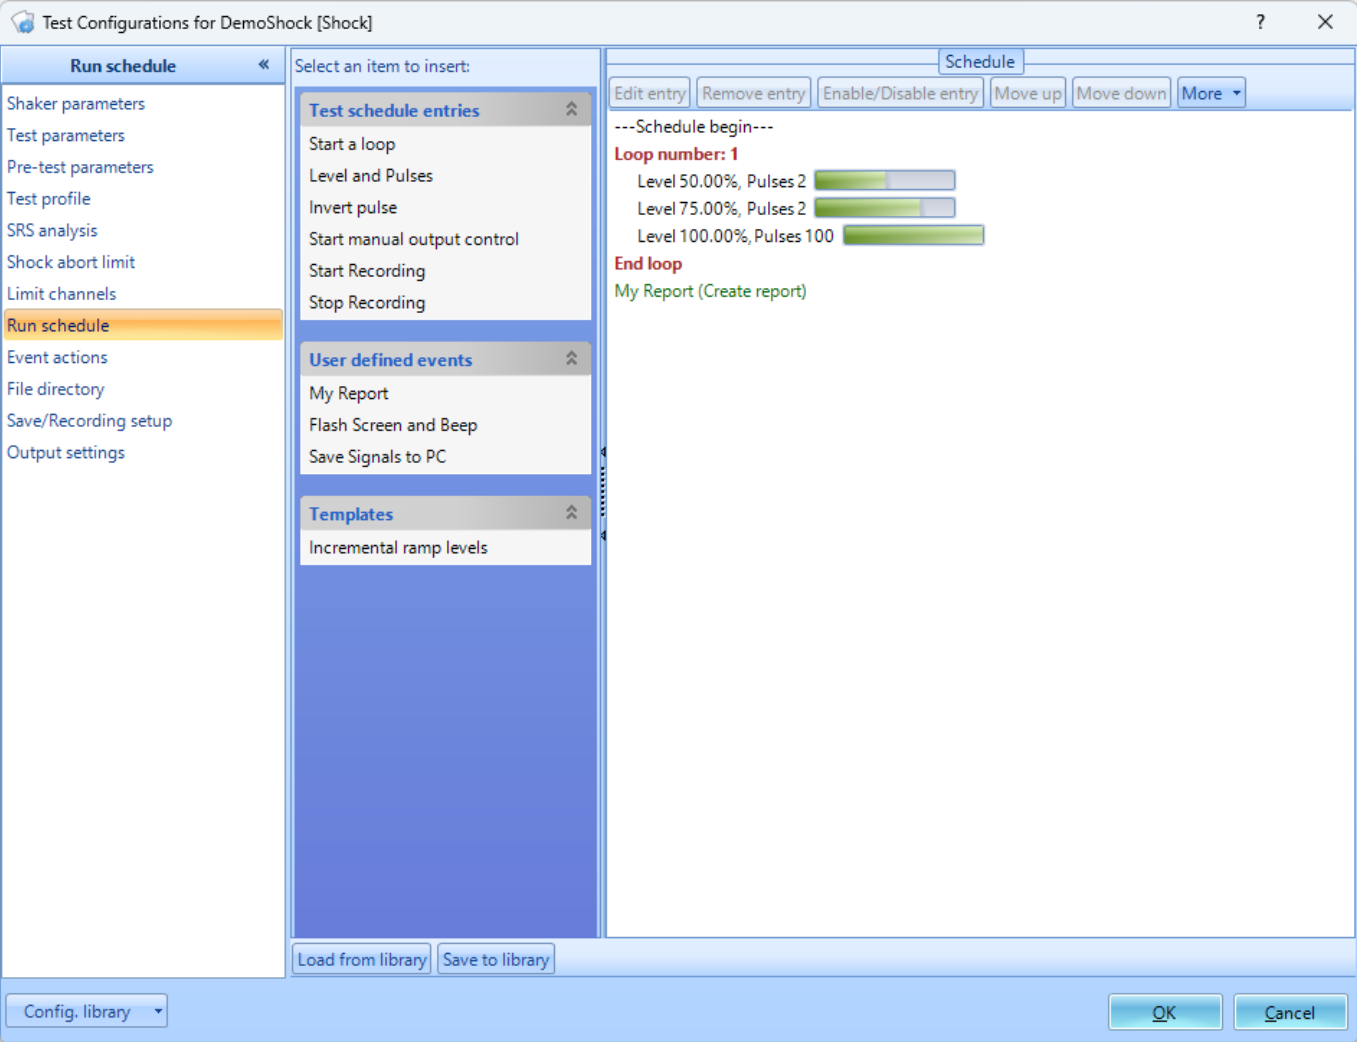 Test Configurations for DemoShock [Shock]
?
Run schedule «
Shaker parameters
Test parameters
Pre-test parameters
Test profile
SRS analysis
Shock abort limit
Limit channels
Run schedule
Event actions
File directory
Save/Recording setup
Output settings
Select an item to insert:
Test schedule entries
Start a loop
Level and Pulses
Invert pulse
Start manual output control
Start Recording
Stop Recording
User defined events
My Report
Flash Screen and Beep
Save Signals to PC
Templates
Incremental ramp levels
Load from library Save to library
Schedule
Edit entry Remove entry Enable/Disable entry Move up Move down More
---Schedule begin---
Loop number: 1
Level 50.00%, Pulses 2
Level 75.00%, Pulses 2
Level 100.00%, Pulses 100
End loop
My Report (Create report)
Config. library
OK Cancel